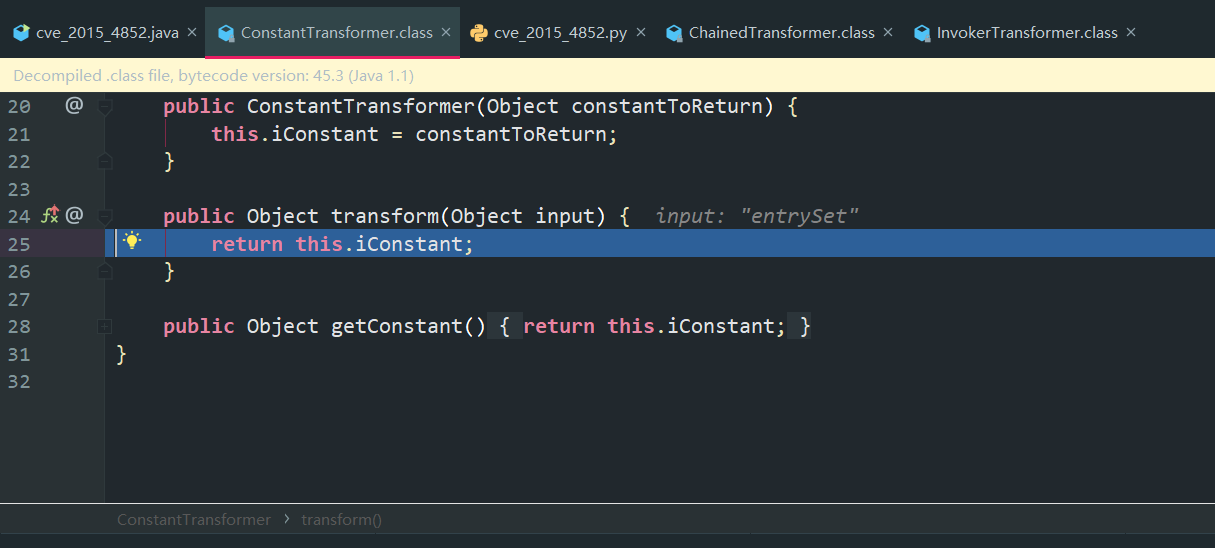 cve_2015_4852.java × ConstantTransformer.class × cve_2015_4852.py × ChainedTransformer.class × InvokerTransformer.class ×
Decompiled .class file, bytecode version: 45.3 (Java 1.1)
20 @ public ConstantTransformer(Object constantToReturn) {
21 this.iConstant = constantToReturn;
22 }
23
24 fx @ public Object transform(Object input) { input: "entrySet"
25 return this.iConstant;
26 }
27
28 public Object getConstant() { return this.iConstant; }
31 }
32
ConstantTransformer › transform()